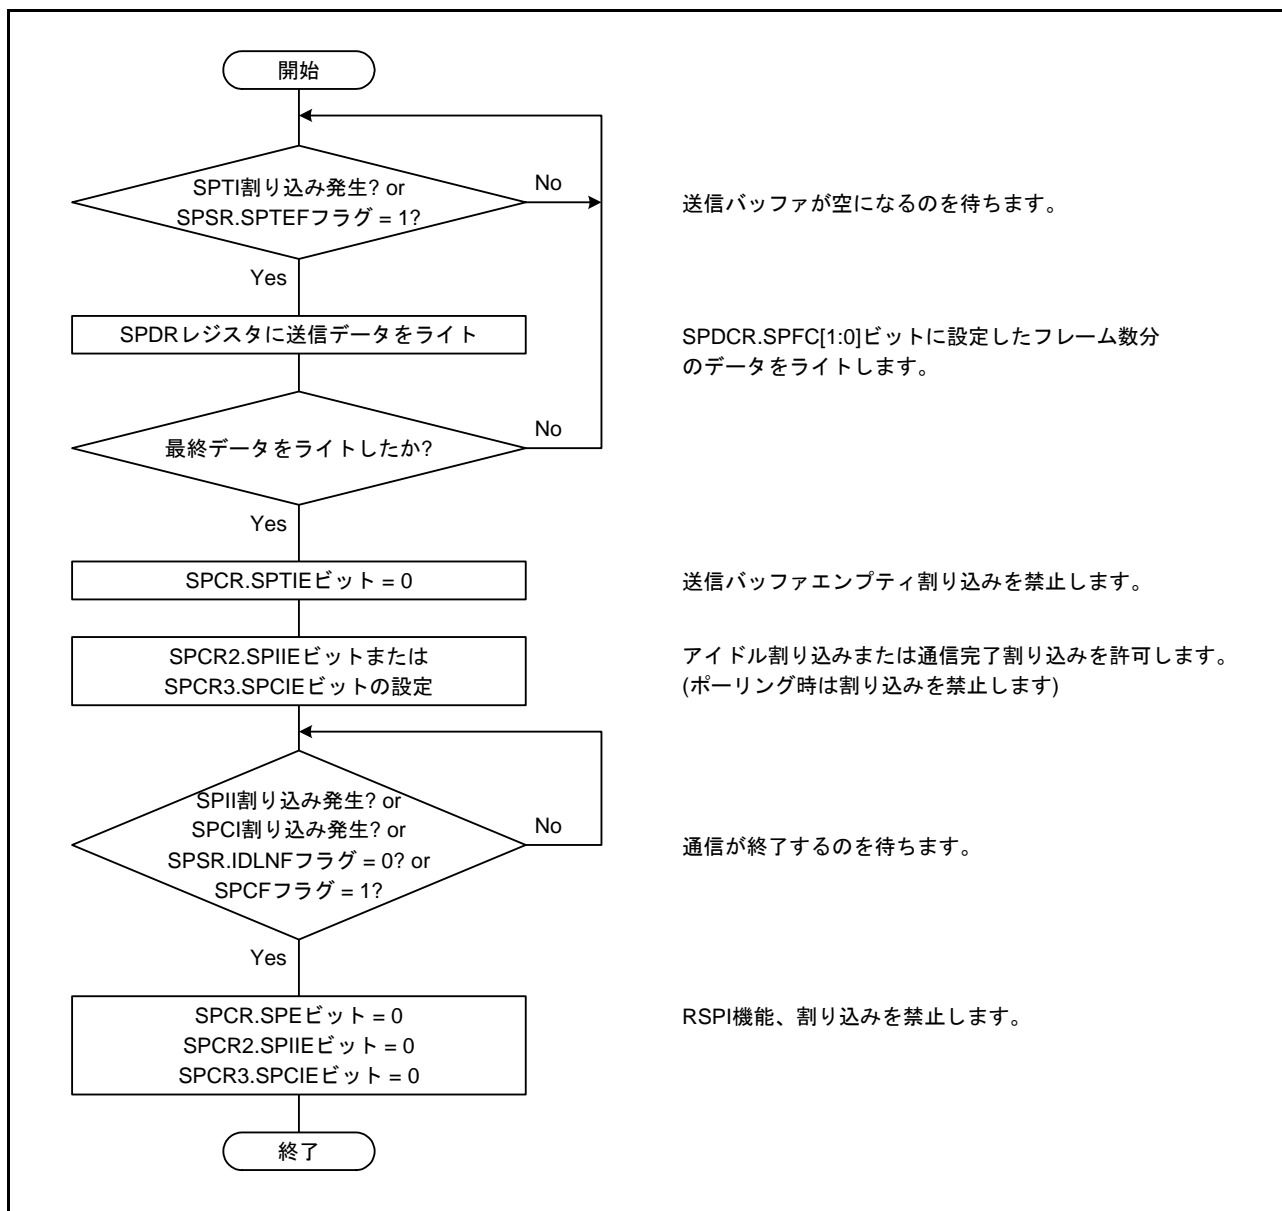 開始
SPTI割り込み発生? or
SPSR.SPTEFフラグ = 1?
No
送信バッファが空になるのを待ちます。
Yes
SPDRレジスタに送信データをライト
SPDCR.SPFC[1:0]ビットに設定したフレーム数分
のデータをライトします。
最終データをライトしたか?
No
Yes
SPCR.SPTIEビット = 0
送信バッファエンプティ割り込みを禁止します。
SPCR2.SPIIEビットまたは
SPCR3.SPCIEビットの設定
アイドル割り込みまたは通信完了割り込みを許可します。
(ポーリング時は割り込みを禁止します)
SPII割り込み発生? or
SPCI割り込み発生? or
SPSR.IDLNFフラグ = 0? or
SPCFフラグ = 1?
No
通信が終了するのを待ちます。
Yes
SPCR.SPEビット = 0
SPCR2.SPIIEビット = 0
SPCR3.SPCIEビット = 0
RSPI機能、割り込みを禁止します。
終了